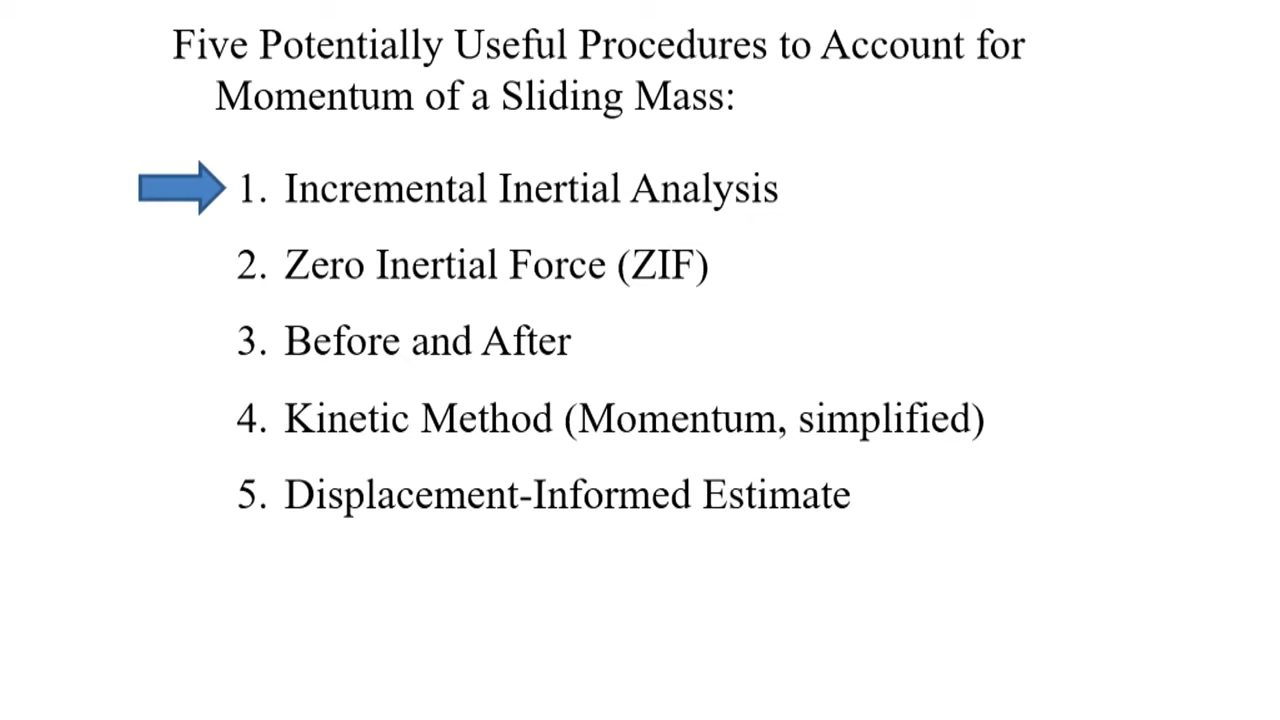 Five Potentially Useful Procedures to Account for
Momentum of a Sliding Mass:
1. Incremental Inertial Analysis
2. Zero Inertial Force (ZIF)
3. Before and After
4. Kinetic Method (Momentum, simplified)
5. Displacement-Informed Estimate